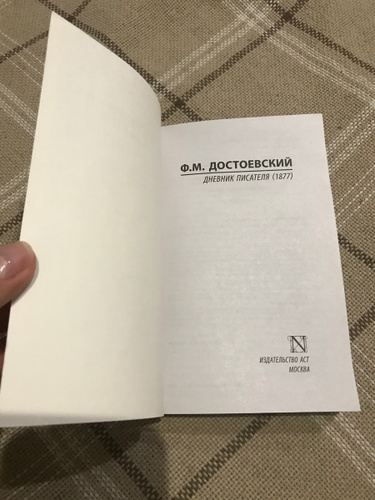 Ф.М. ДОСТОЕВСКИЙ
ДНЕВНИК ПИСАТЕЛЯ (1877)
N
ИЗДАТЕЛЬСТВО АСТ
МОСКВА